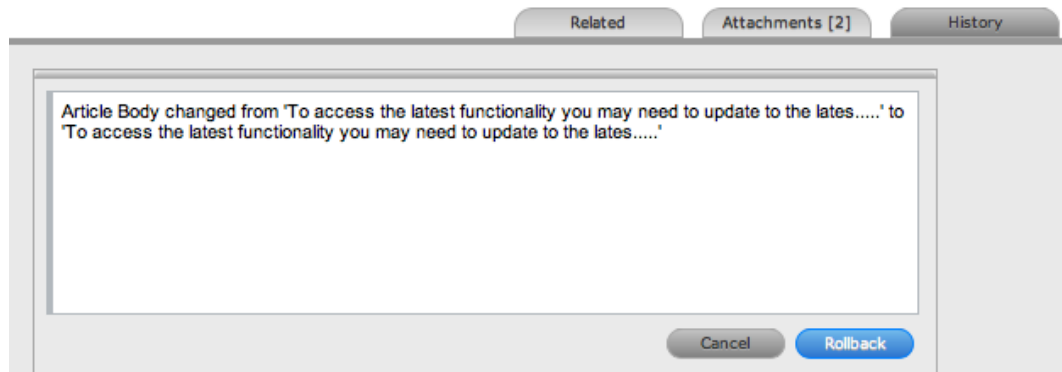 Related
Attachments [2]
History
Article Body changed from 'To access the latest functionality you may need to update to the lates.....' to
'To access the latest functionality you may need to update to the lates.....'
Cancel
Rollback